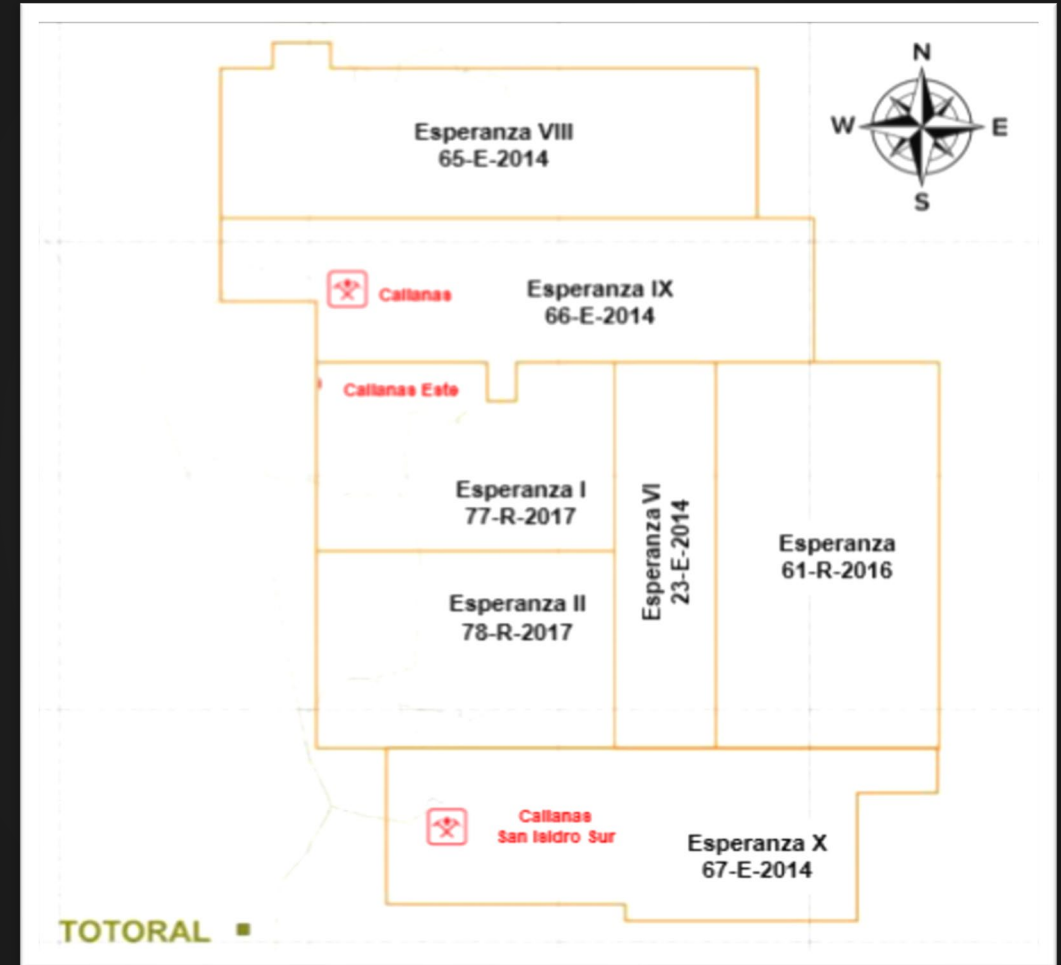 N
W
E
S
Esperanza VIII
65-E-2014
Callanas
Esperanza IX
66-E-2014
Callanas Este
Esperanza I
77-R-2017
Esperanza VI
23-E-2014
Esperanza
61-R-2016
Esperanza II
78-R-2017
Callanas
San Isidro Sur
Esperanza X
67-E-2014
TOTORAL